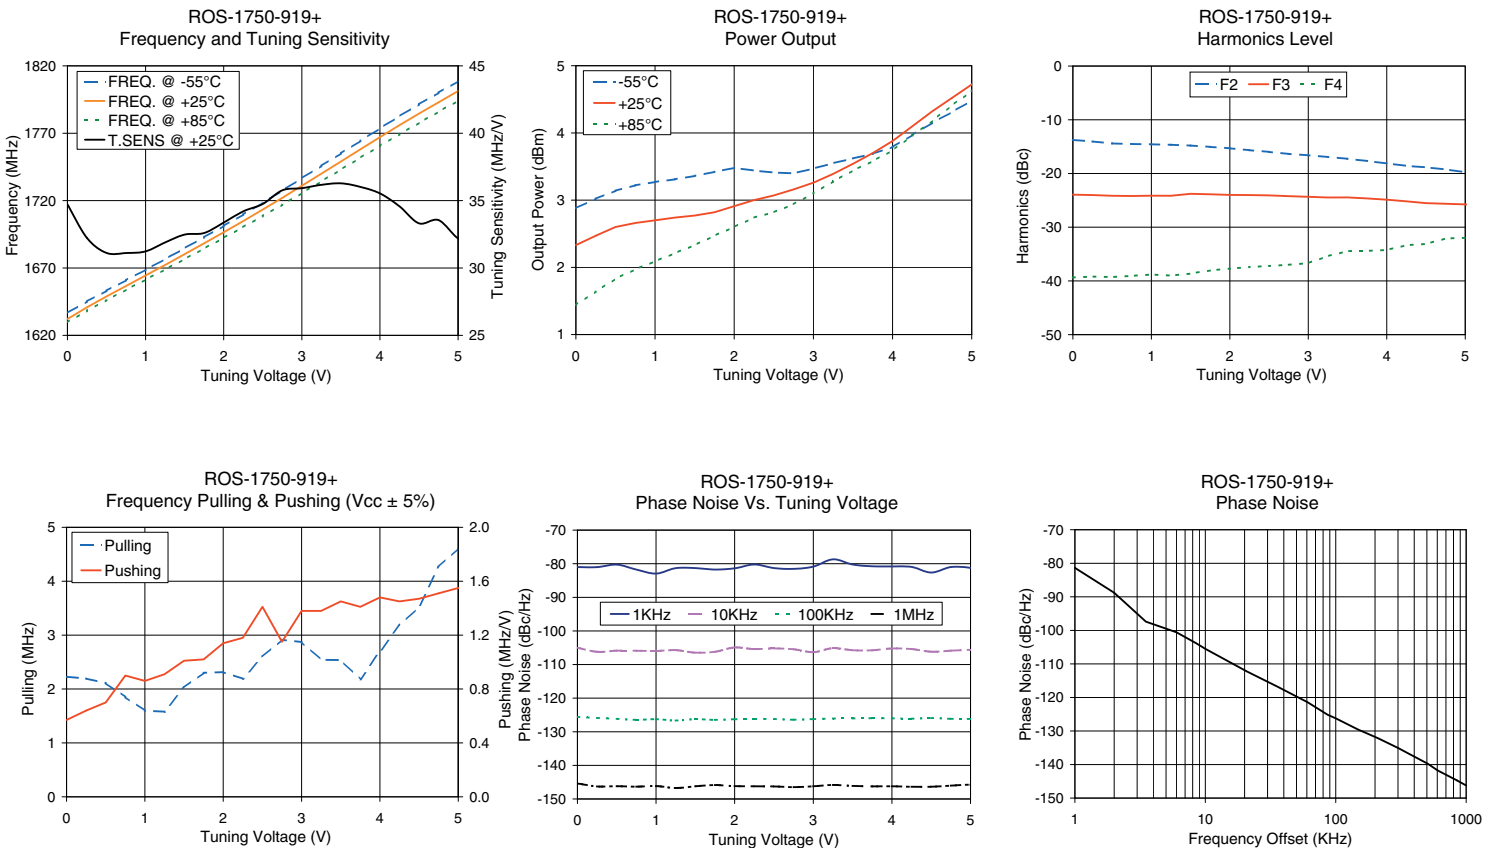 ROS-1750-919+
Frequency and Tuning Sensitivity
1820
1770
1720
1670
1620
45
40
35
30
25
FREQ. @ -55°C
FREQ. @ +25°C
FREQ. @ +85°C
T.SENS @ +25°C
Frequency (MHz)
Tuning Sensitivity (MHz/V)
0 1 2 3 4 5
Tuning Voltage (V)
ROS-1750-919+
Power Output
5
4
3
2
1
-55°C
+25°C
+85°C
Output Power (dBm)
0 1 2 3 4 5
Tuning Voltage (V)
ROS-1750-919+
Harmonics Level
0
-10
-20
-30
-40
-50
F2 F3 F4
Harmonics (dBc)
0 1 2 3 4 5
Tuning Voltage (V)
ROS-1750-919+
Frequency Pulling & Pushing (Vcc ± 5%)
5
4
3
2
1
0
2.0
1.6
1.2
0.8
0.4
0.0
Pulling
Pushing
Pulling (MHz)
Pushing (MHz/V)
0 1 2 3 4 5
Tuning Voltage (V)
ROS-1750-919+
Phase Noise Vs. Tuning Voltage
-70
-80
-90
-100
-110
-120
-130
-140
-150
1KHz 10KHz 100KHz 1MHz
Phase Noise (dBc/Hz)
0 1 2 3 4 5
Tuning Voltage (V)
ROS-1750-919+
Phase Noise
-70
-80
-90
-100
-110
-120
-130
-140
-150
Phase Noise (dBc/Hz)
1 10 100 1000
Frequency Offset (KHz)